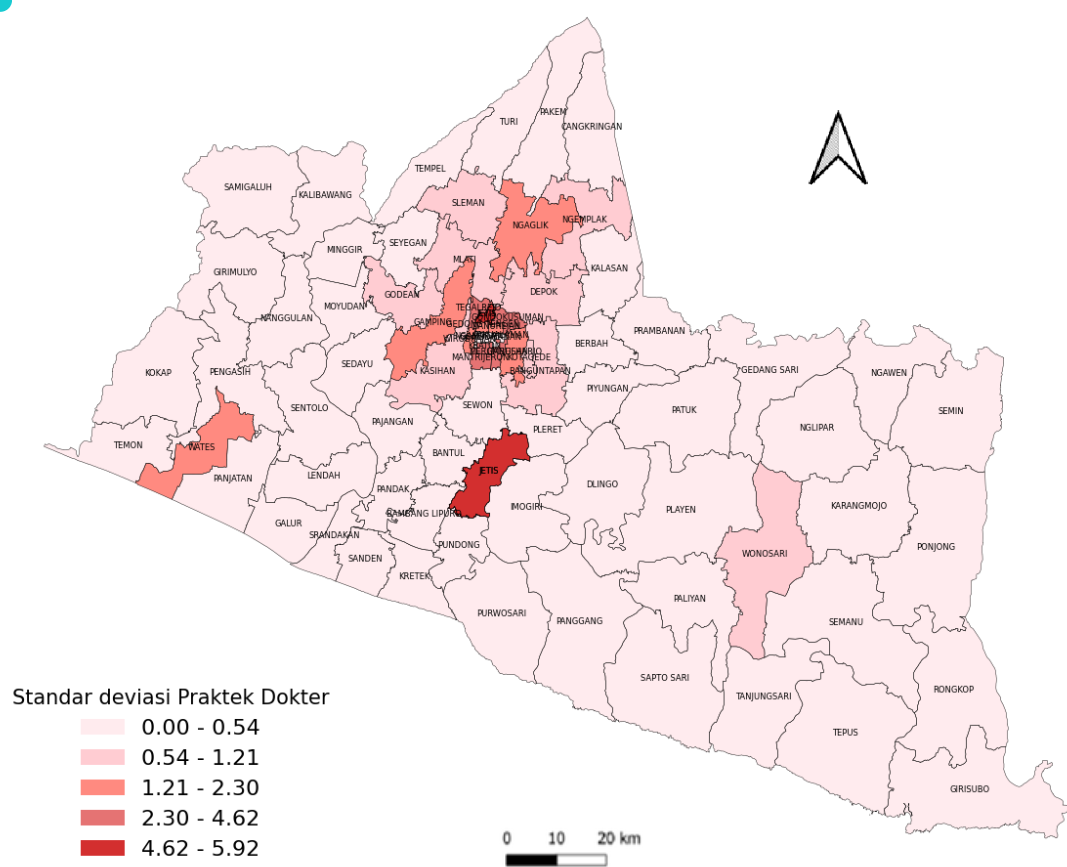 PAKEM
TURI
CANGKRINGAN
TEMPEL
SAMIGALUH
KALIBAWANG
SLEMAN
NGAGLIK
NGEMPLAK
MINGGIR
SEYEGAN
MLATI
GIRIMULYO
KALASAN
DEPOK
GODEAN
MOYUDAN
NANGGULAN
GAMPING
PRAMBANAN
BERBAH
SEDAYU
KOKAP
PENGASIH
KASIHAN
BANGUNTAPAN
GEDANG SARI
NGAWEN
PIYUNGAN
SENTOLO
SEWON
PATUK
SEMIN
PAJANGAN
NGLIPAR
PLERET
TEMON
WATES
BANTUL
JETIS
PANJATAN
LENDAH
PANDAK
DLINGO
IMOGIRI
PLAYEN
KARANGMOJO
GALUR
SRANDAKAN
PUNDONG
PONJONG
WONOSARI
SANDEN
KRETEK
PALIYAN
PURWOSARI
PANGGANG
SEMANU
SAPTO SARI
TANJUNGSARI
RONGKOP
TEPUS
GIRISUBO
Standar deviasi Praktek Dokter
0.00 - 0.54
0.54 - 1.21
1.21 - 2.30
2.30 - 4.62
4.62 - 5.92
0 10 20 km